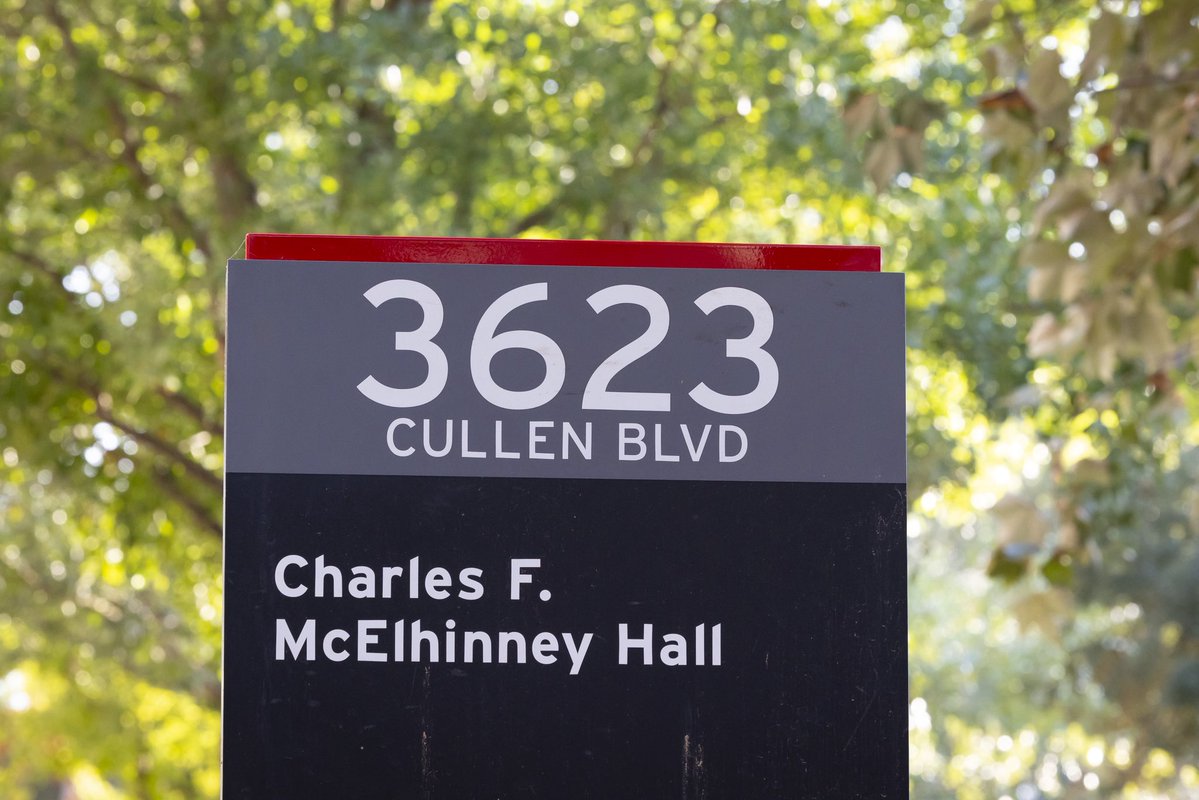 3623
CULLEN BLVD
Charles F.
McElhinney Hall